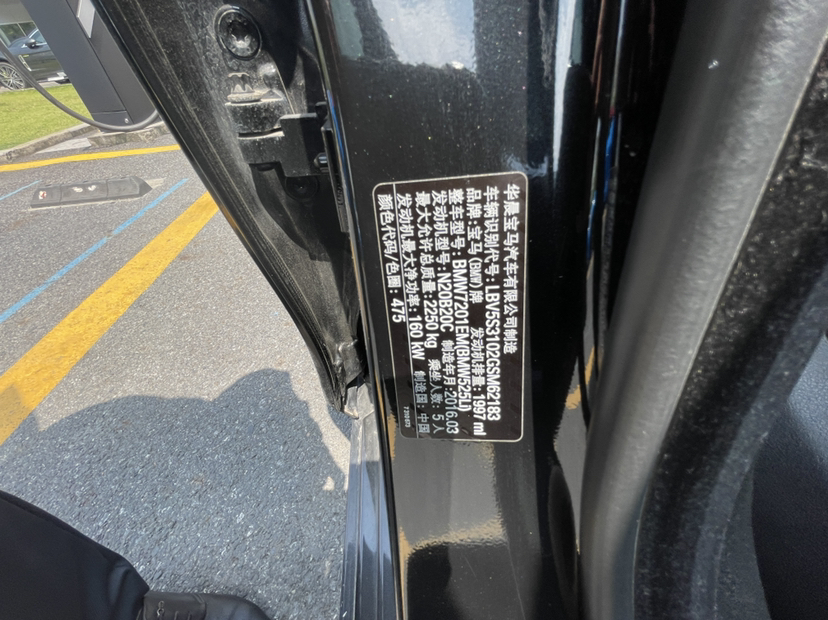 华晨宝马汽车有限公司制造
车辆识别代号: LBV5S3102GSM62183
品牌: 宝马(BMW)牌 发动机排量: 1997 ml
整车型号: BMW7201EM(BMW525Li)
发动机型号: N20B20C 制造年月: 2016.03
最大允许总质量: 2250 kg 乘坐人数: 5 人
发动机最大净功率: 160 kW 制造国: 中国
颜色代码/色圈: 475